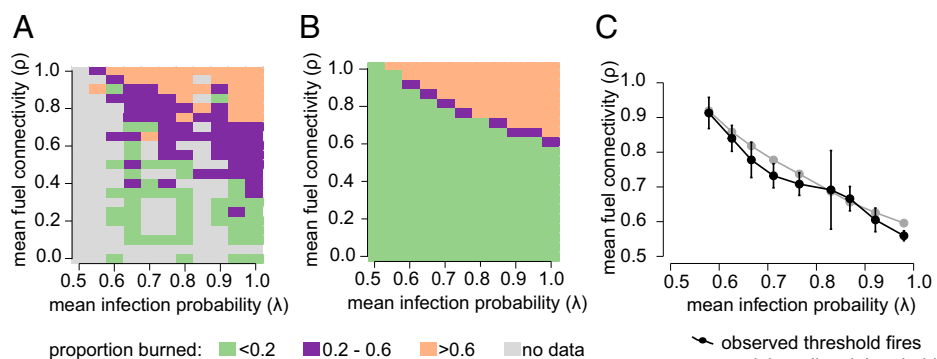 A
B
C
mean fuel connectivity (ρ)
1.0
0.8
0.6
0.4
0.2
0.0
0.5 0.6 0.7 0.8 0.9 1.0
mean infection probability (λ)
mean fuel connectivity (ρ)
1.0
0.8
0.6
0.4
0.2
0.0
0.5 0.6 0.7 0.8 0.9 1.0
mean infection probability (λ)
mean fuel connectivity (ρ)
1.0
0.9
0.8
0.7
0.6
0.5
0.5 0.6 0.7 0.8 0.9 1.0
mean infection probability (λ)
proportion burned: <0.2 0.2 - 0.6 >0.6 no data
observed threshold fires